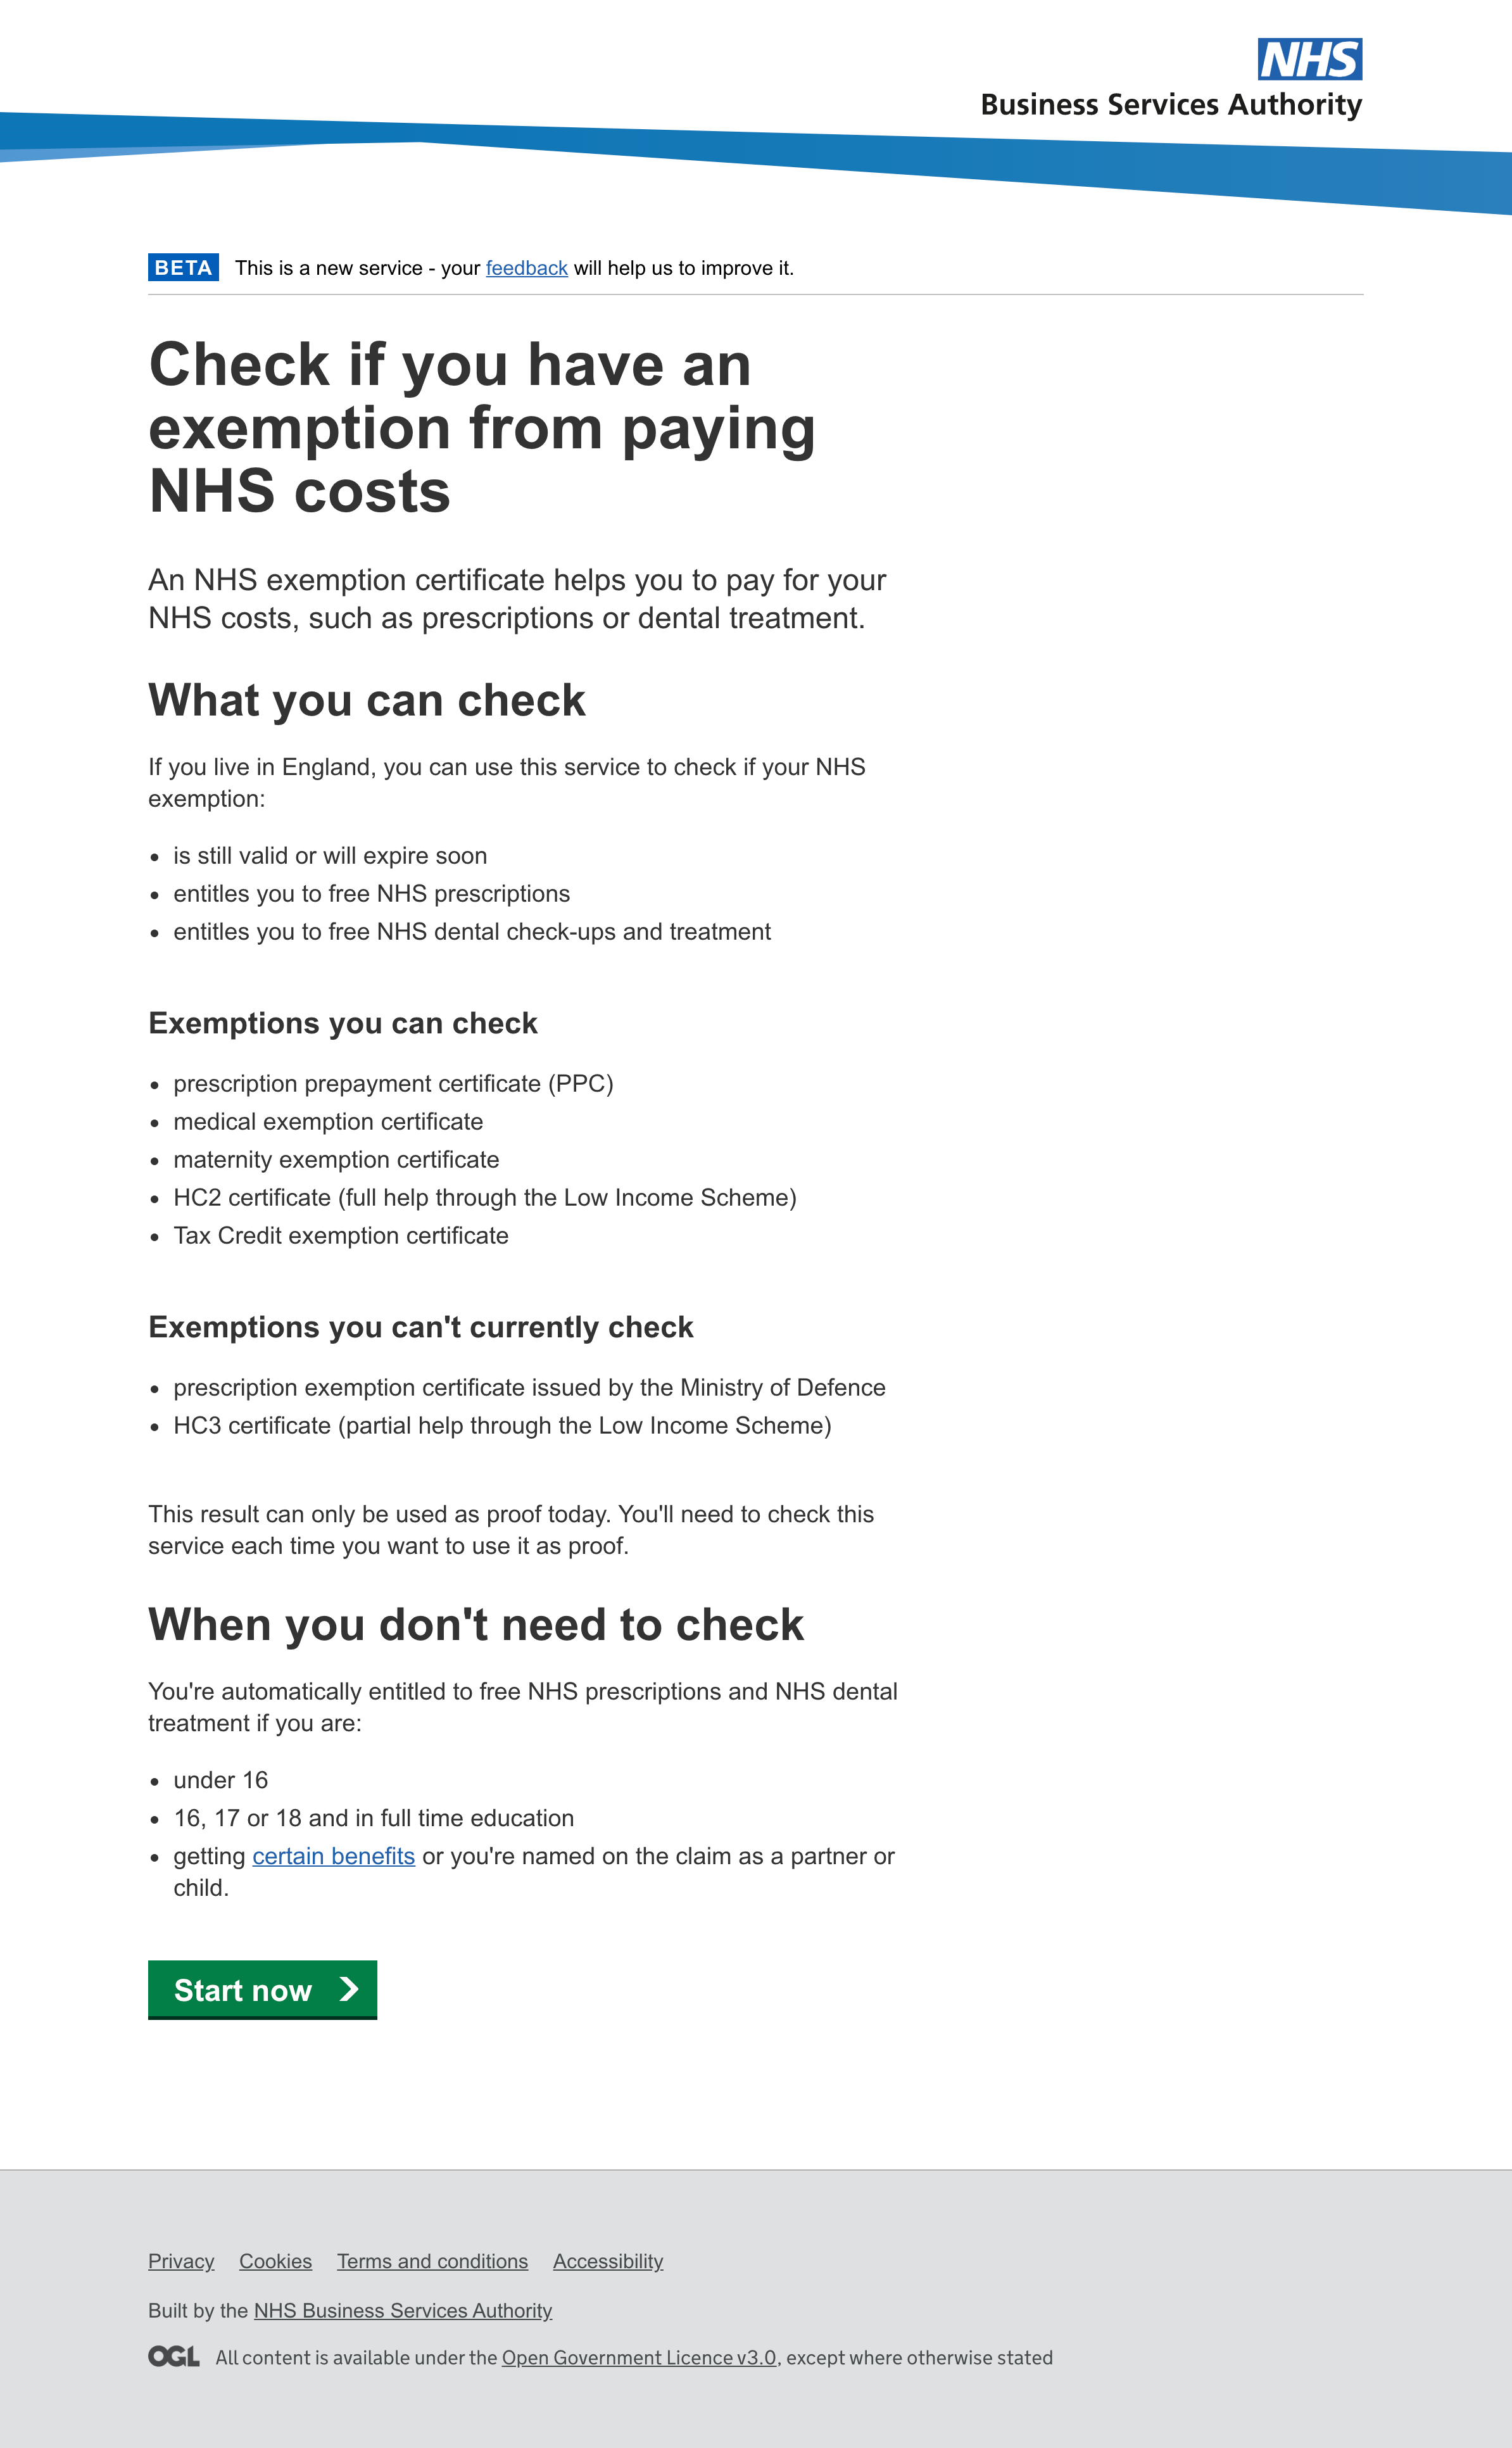 NHS
Business Services Authority
BETA This is a new service - your feedback will help us to improve it.
Check if you have an
exemption from paying
NHS costs
An NHS exemption certificate helps you to pay for your
NHS costs, such as prescriptions or dental treatment.
What you can check
If you live in England, you can use this service to check if your NHS
exemption:
• is still valid or will expire soon
• entitles you to free NHS prescriptions
• entitles you to free NHS dental check-ups and treatment
Exemptions you can check
• prescription prepayment certificate (PPC)
• medical exemption certificate
• maternity exemption certificate
• HC2 certificate (full help through the Low Income Scheme)
• Tax Credit exemption certificate
Exemptions you can't currently check
• prescription exemption certificate issued by the Ministry of Defence
• HC3 certificate (partial help through the Low Income Scheme)
This result can only be used as proof today. You'll need to check this
service each time you want to use it as proof.
When you don't need to check
You're automatically entitled to free NHS prescriptions and NHS dental
treatment if you are:
• under 16
• 16, 17 or 18 and in full time education
• getting certain benefits or you're named on the claim as a partner or
child.
Start now
Privacy Cookies Terms and conditions Accessibility
Built by the NHS Business Services Authority
OGL All content is available under the Open Government Licence v3.0, except where otherwise stated